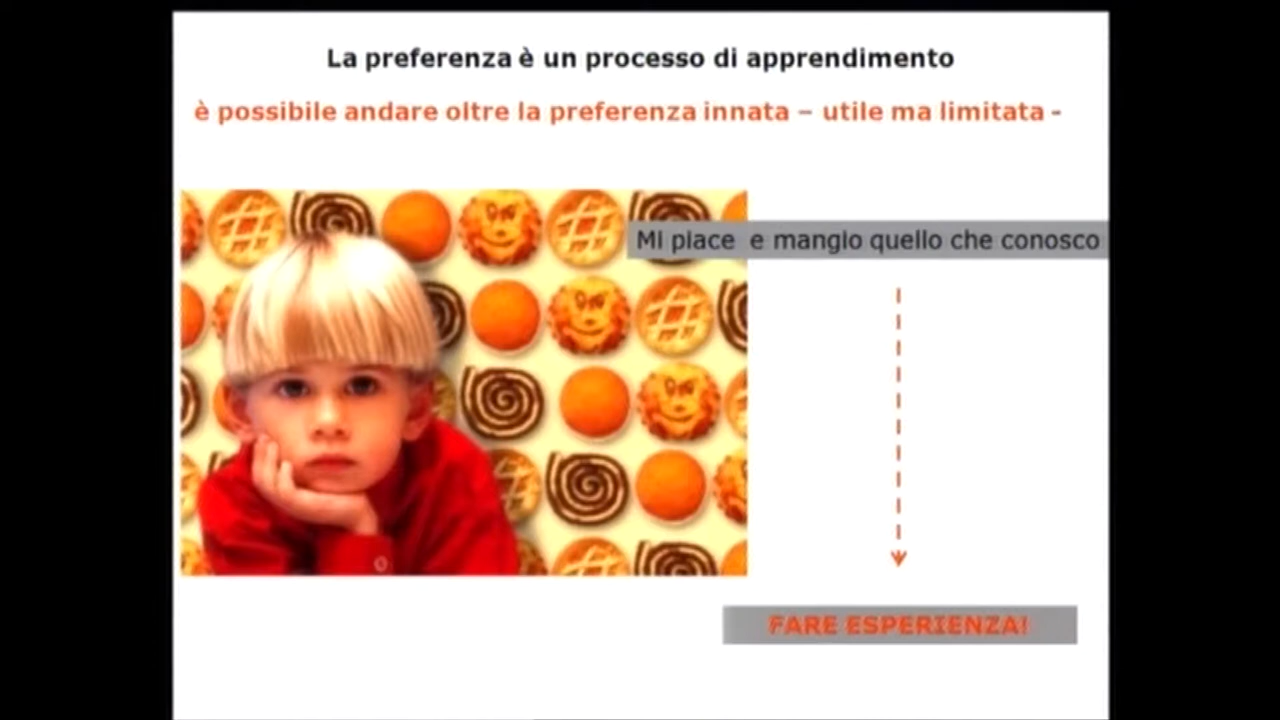 La preferenza è un processo di apprendimento
è possibile andare oltre la preferenza innata – utile ma limitata -
Mi piace e mangio quello che conosco
FARE ESPERIENZA!